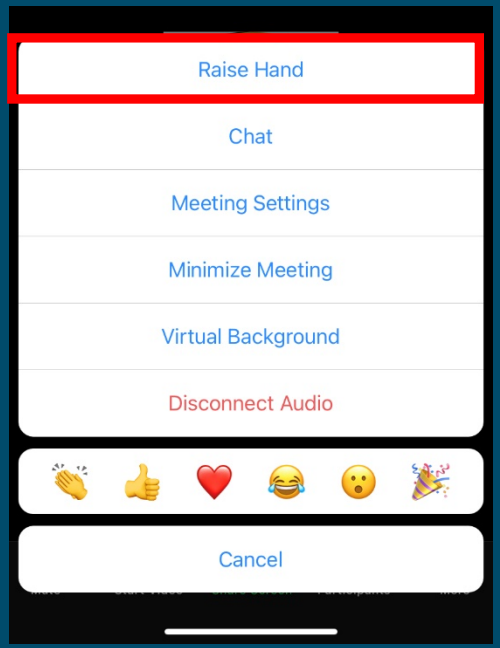 Raise Hand
Chat
Meeting Settings
Minimize Meeting
Virtual Background
Disconnect Audio
Cancel